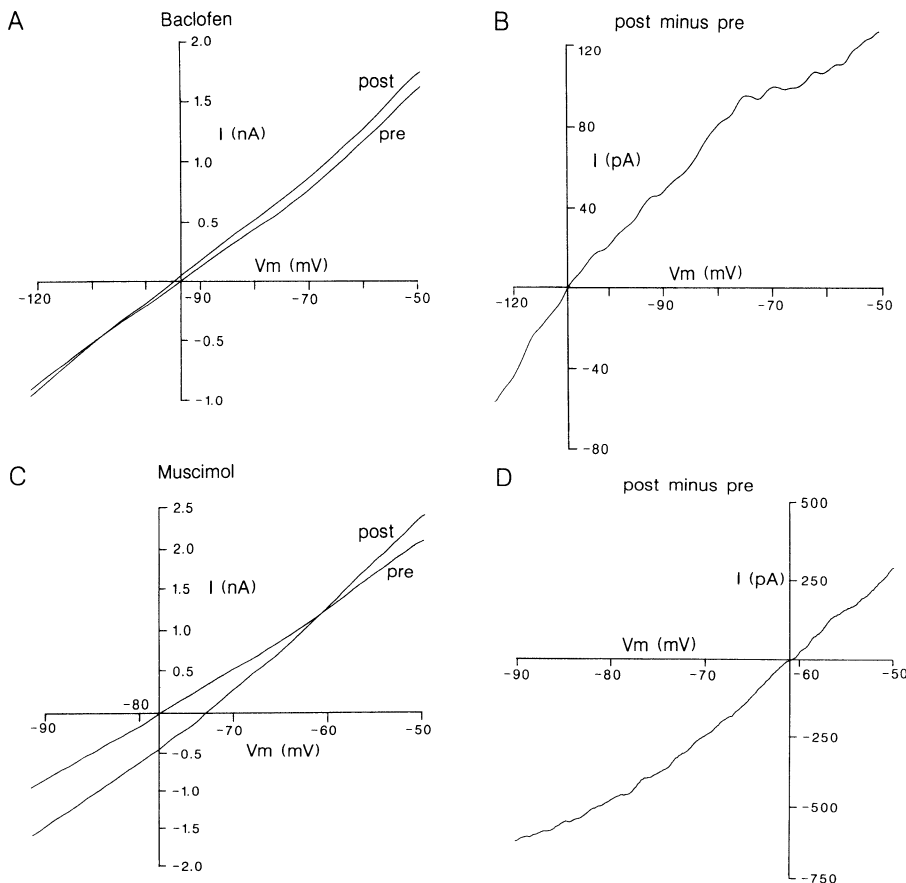 A
Baclofen
2.0
1.5
1.0
0.5
-0.5
-1.0
I (nA)
post
pre
Vm (mV)
-120
-90
-70
-50
B
post minus pre
120
80
40
-40
-80
I (pA)
Vm (mV)
-120
-90
-70
-50
C
Muscimol
2.5
2.0
1.5
1.0
0.5
-0.5
-1.0
-1.5
-2.0
I (nA)
post
pre
-80
-90
-70
-60
-50
Vm (mV)
D
post minus pre
500
250
-250
-500
-750
I (pA)
Vm (mV)
-90
-80
-70
-60
-50